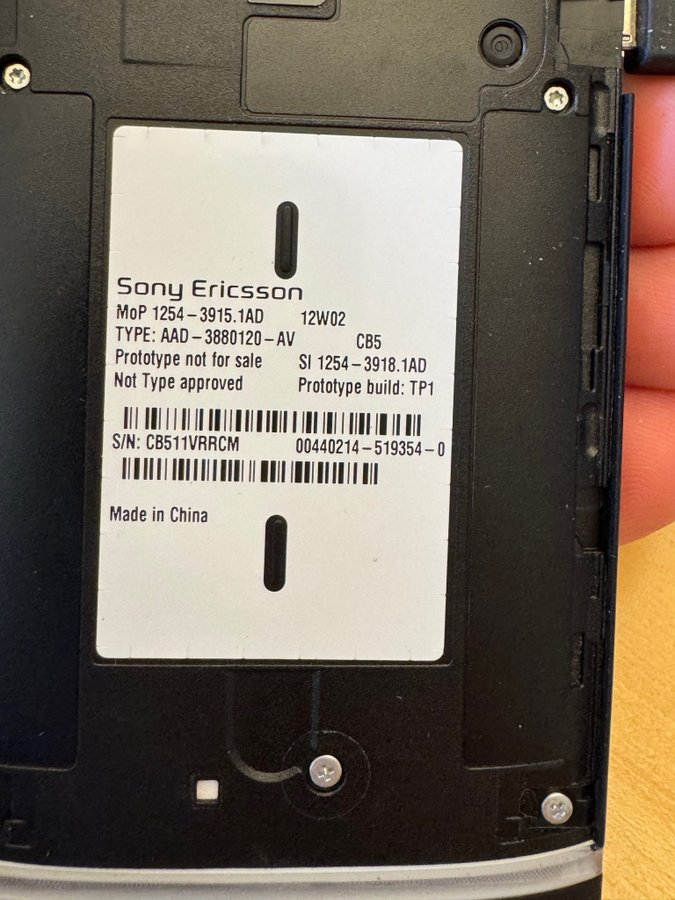 Sony Ericsson
MoP 1254-3915.1AD 12W02
TYPE: AAD-3880120-AV CB5
Prototype not for sale SI 1254-3918.1AD
Not Type approved Prototype build: TP1
S/N: CB511VRRCM 00440214-519354-0
Made in China